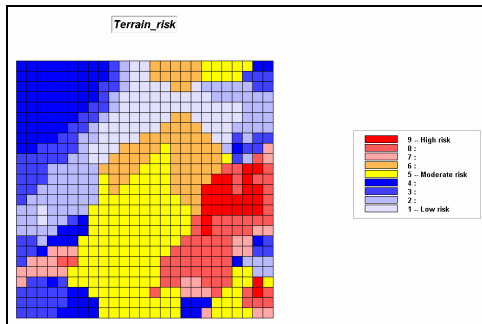 Terrain_risk
9 -- High risk
8 :
7 :
6 :
5 -- Moderate risk
4 :
3 :
2 :
1 -- Low risk